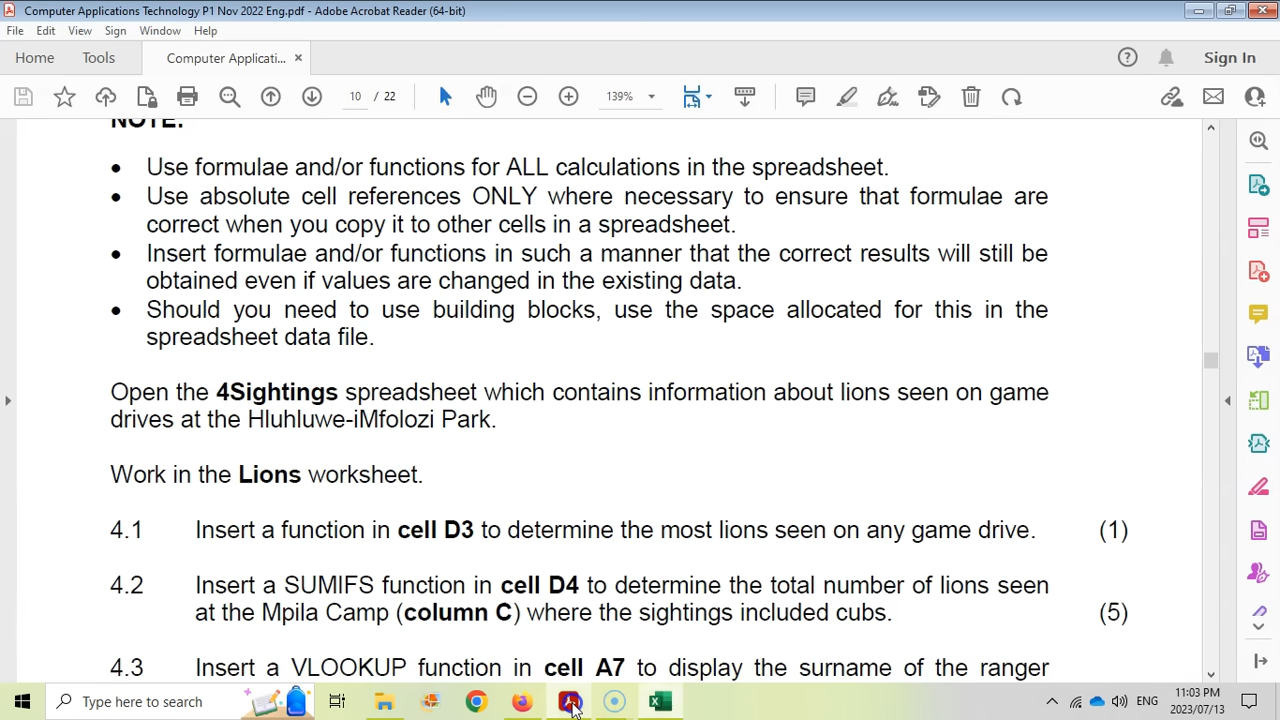 Computer Applications Technology P1 Nov 2022 Eng.pdf - Adobe Acrobat Reader (64-bit)
File Edit View Sign Window Help
Home Tools Computer Applicati... × Sign In
10 / 22 139%
NOTE:
• Use formulae and/or functions for ALL calculations in the spreadsheet.
• Use absolute cell references ONLY where necessary to ensure that formulae are
correct when you copy it to other cells in a spreadsheet.
• Insert formulae and/or functions in such a manner that the correct results will still be
obtained even if values are changed in the existing data.
• Should you need to use building blocks, use the space allocated for this in the
spreadsheet data file.
Open the 4Sightings spreadsheet which contains information about lions seen on game
drives at the Hluhluwe-iMfolozi Park.
Work in the Lions worksheet.
4.1 Insert a function in cell D3 to determine the most lions seen on any game drive. (1)
4.2 Insert a SUMIFS function in cell D4 to determine the total number of lions seen
at the Mpila Camp (column C) where the sightings included cubs. (5)
4.3 Insert a VLOOKUP function in cell A7 to display the surname of the ranger
Type here to search
ENG
11:03 PM
2023/07/13